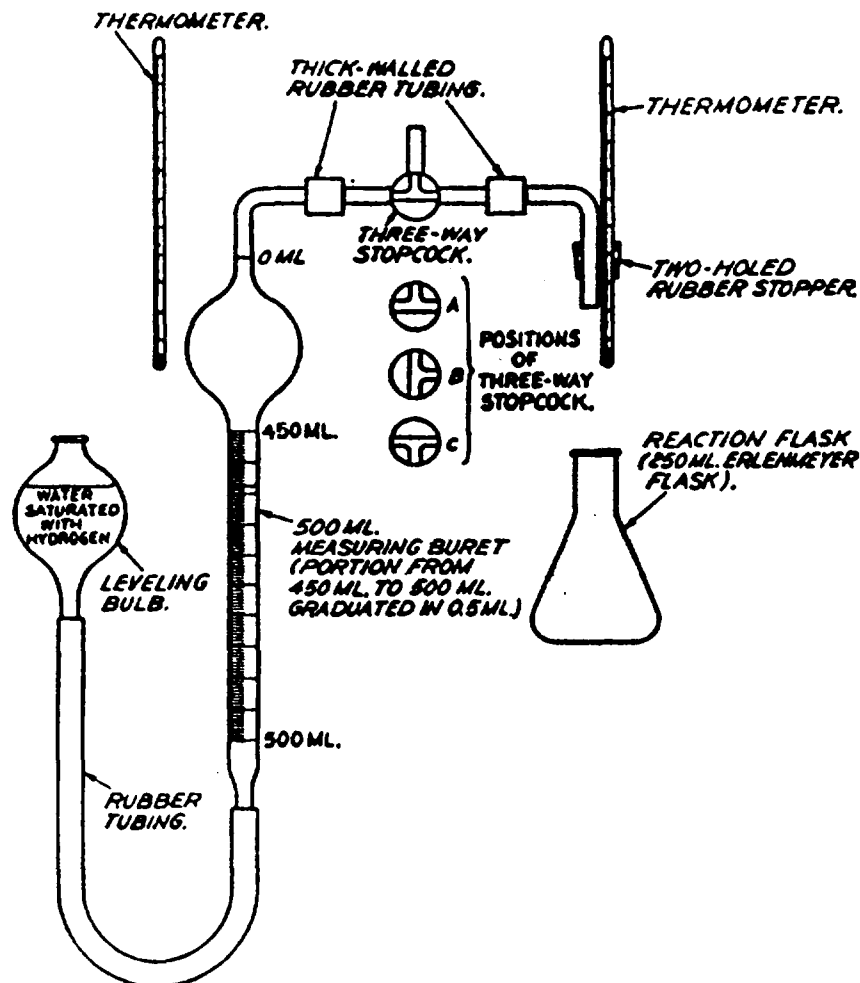 THERMOMETER.
THICK-WALLED
RUBBER TUBING.
THERMOMETER.
THREE-WAY
STOPCOCK.
0 ML
TWO-HOLED
RUBBER STOPPER.
A
B
C
POSITIONS
OF
THREE-WAY
STOPCOCK.
450 ML.
REACTION FLASK
(250 ML. ERLENMEYER
FLASK).
WATER
SATURATED
WITH
HYDROGEN
LEVELING
BULB.
500 ML.
MEASURING BURET
(PORTION FROM
450 ML. TO 500 ML.
GRADUATED IN 0.5 ML.)
500 ML.
RUBBER
TUBING.